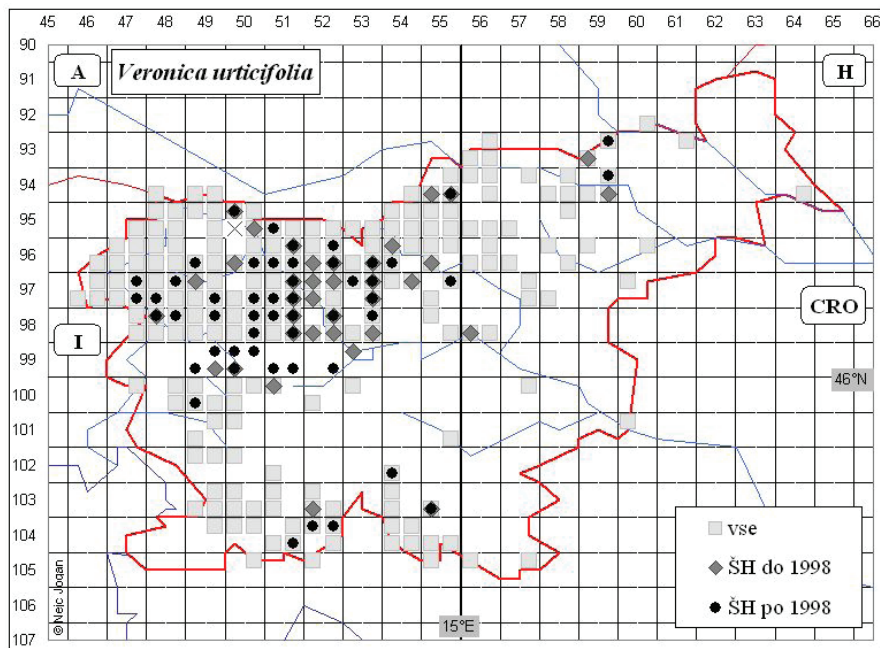 45 46 47 48 49 50 51 52 53 54 55 56 57 58 59 60 61 62 63 64 65 66
90
A
Veronica urticifolia
H
91
92
93
94
95
96
97
98
CRO
I
99
100
46°N
101
102
103
104
105
106
107
vse
ŠH do 1998
ŠH po 1998
15°E
© Nejc Jogan